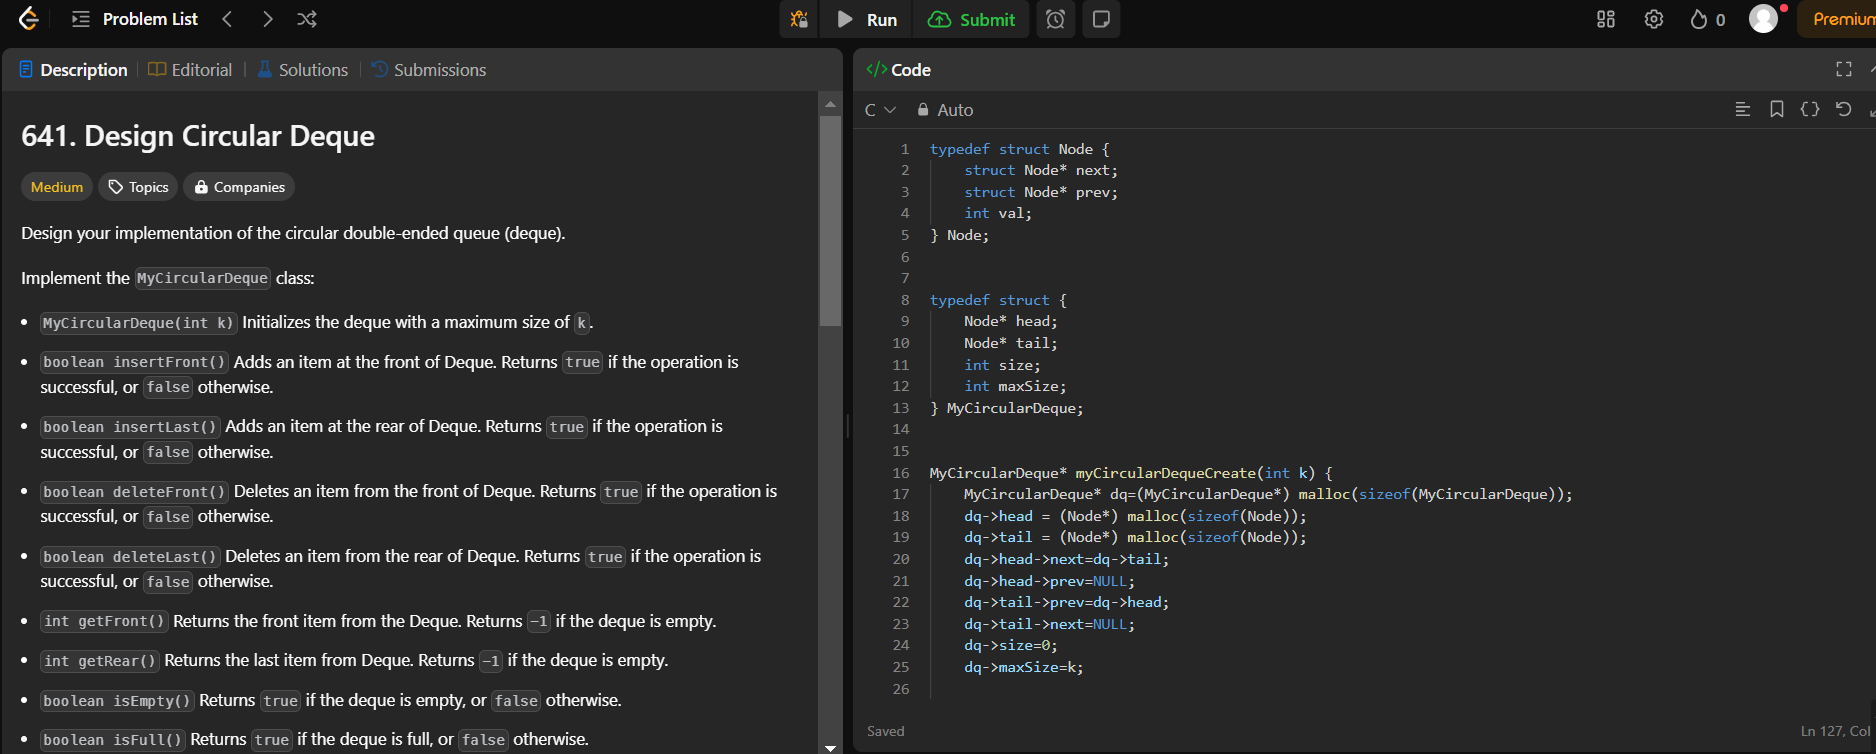 Problem List
Run
Submit
0
Premium
Description
Editorial
Solutions
Submissions
641. Design Circular Deque
Medium
Topics
Companies
Design your implementation of the circular double-ended queue (deque).
Implement the MyCircularDeque class:
• MyCircularDeque(int k) Initializes the deque with a maximum size of k.
• boolean insertFront() Adds an item at the front of Deque. Returns true if the operation is
successful, or false otherwise.
• boolean insertLast() Adds an item at the rear of Deque. Returns true if the operation is
successful, or false otherwise.
• boolean deleteFront() Deletes an item from the front of Deque. Returns true if the operation is
successful, or false otherwise.
• boolean deleteLast() Deletes an item from the rear of Deque. Returns true if the operation is
successful, or false otherwise.
• int getFront() Returns the front item from the Deque. Returns -1 if the deque is empty.
• int getRear() Returns the last item from Deque. Returns -1 if the deque is empty.
• boolean isEmpty() Returns true if the deque is empty, or false otherwise.
• boolean isFull() Returns true if the deque is full, or false otherwise.
</> Code
C
Auto
1 typedef struct Node {
2     struct Node* next;
3     struct Node* prev;
4     int val;
5 } Node;
6
7
8 typedef struct {
9     Node* head;
10     Node* tail;
11     int size;
12     int maxSize;
13 } MyCircularDeque;
14
15
16 MyCircularDeque* myCircularDequeCreate(int k) {
17     MyCircularDeque* dq=(MyCircularDeque*) malloc(sizeof(MyCircularDeque));
18     dq->head = (Node*) malloc(sizeof(Node));
19     dq->tail = (Node*) malloc(sizeof(Node));
20     dq->head->next=dq->tail;
21     dq->head->prev=NULL;
22     dq->tail->prev=dq->head;
23     dq->tail->next=NULL;
24     dq->size=0;
25     dq->maxSize=k;
26
Saved
Ln 127, Col